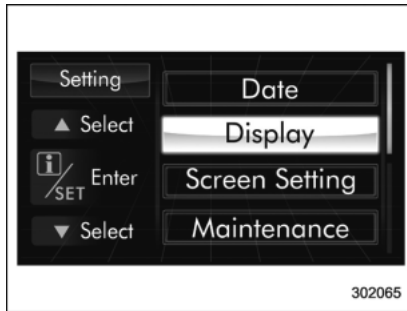 Setting
▲ Select
i/SET Enter
▼ Select
Date
Display
Screen Setting
Maintenance
302065